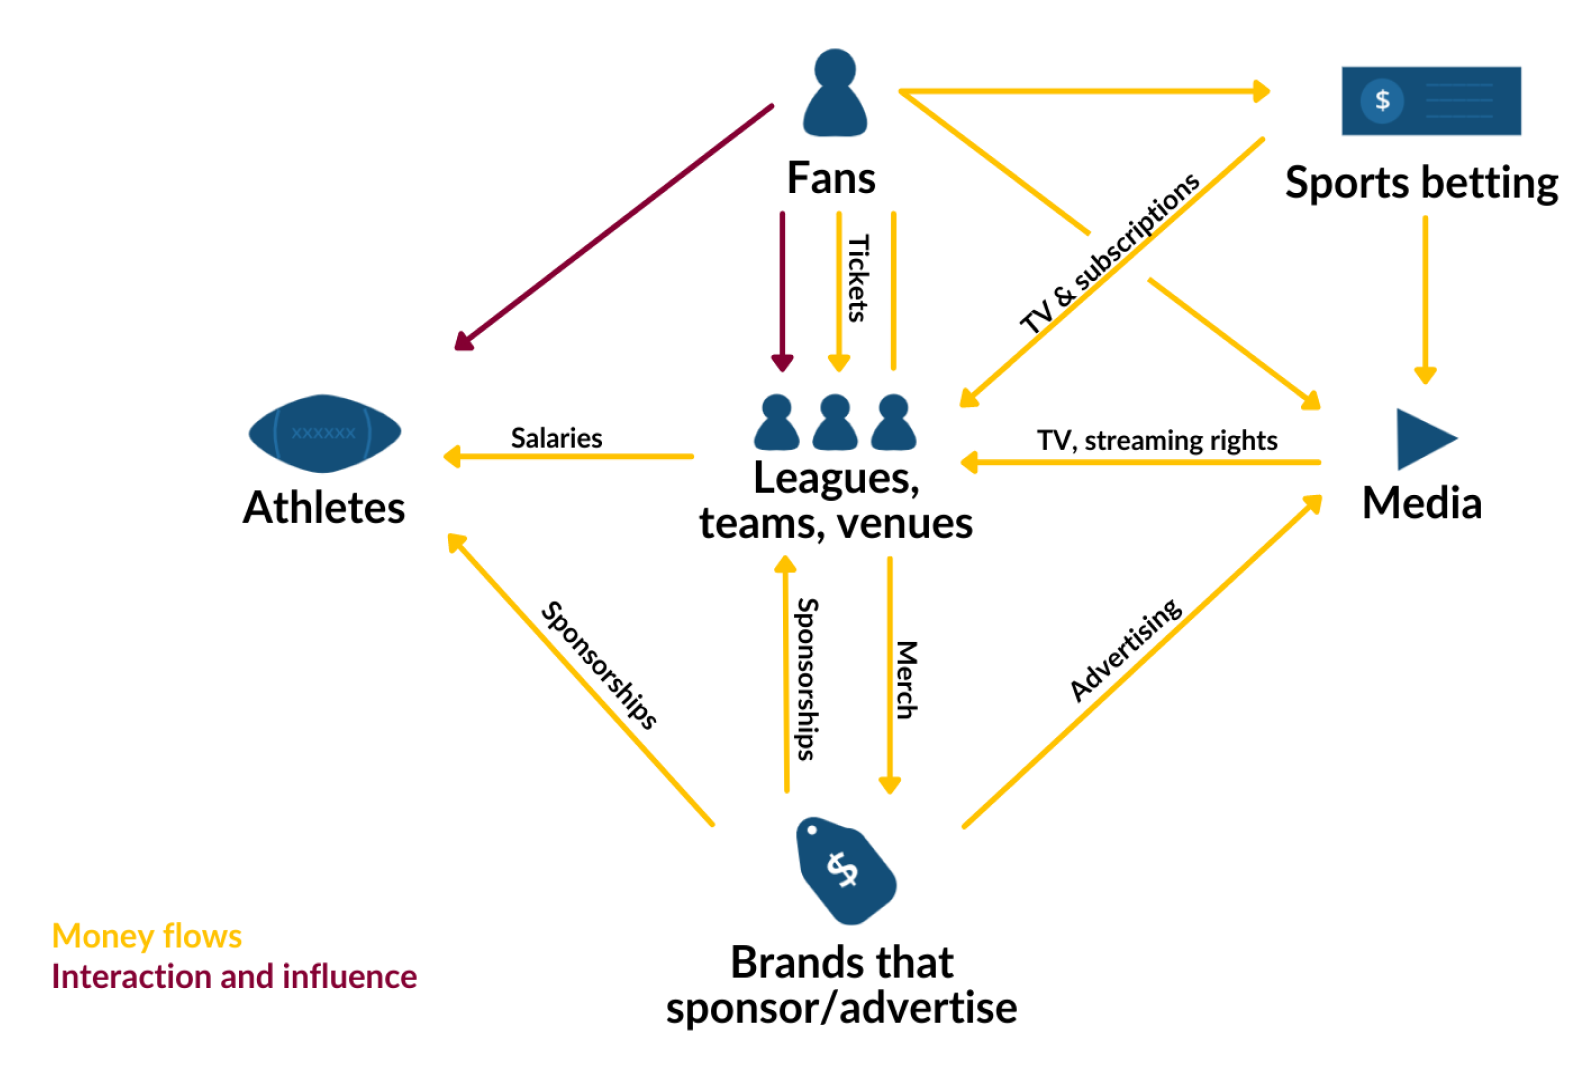 $
Fans
Sports betting
Tickets
TV & subscriptions
xxxxxx
Salaries
TV, streaming rights
Athletes
Leagues,
teams, venues
Media
Sponsorships
Sponsorships
Merch
Advertising
$
Brands that
sponsor/advertise
Money flows
Interaction and influence